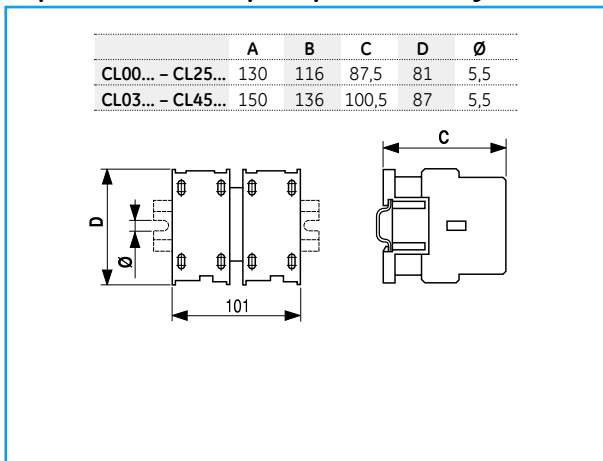 A B C D Ø
CL00... – CL25... 130 116 87,5 81 5,5
CL03... – CL45... 150 136 100,5 87 5,5
C
D
Ø
101